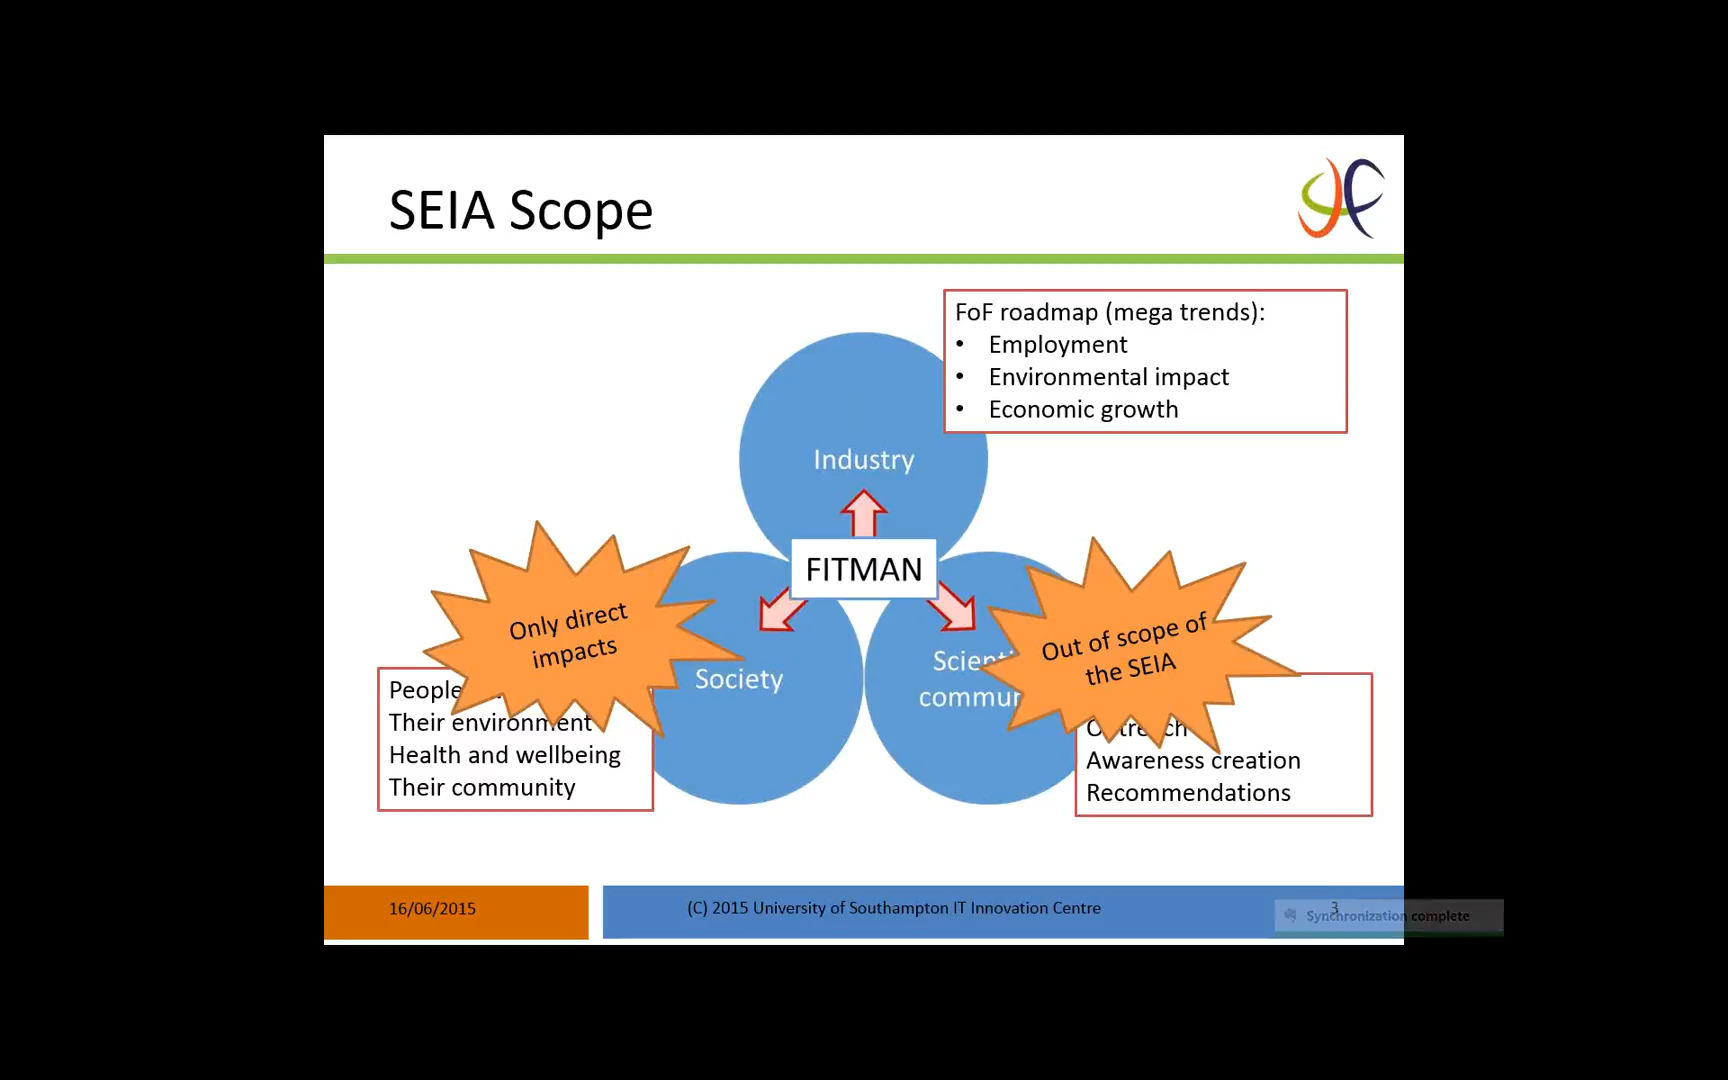 SEIA Scope
FoF roadmap (mega trends):
• Employment
• Environmental impact
• Economic growth
Industry
FITMAN
Only direct
impacts
Society
People
Their environment
Health and wellbeing
Their community
Out of scope of
the SEIA
Awareness creation
Recommendations
16/06/2015
(C) 2015 University of Southampton IT Innovation Centre
3
Synchronization complete